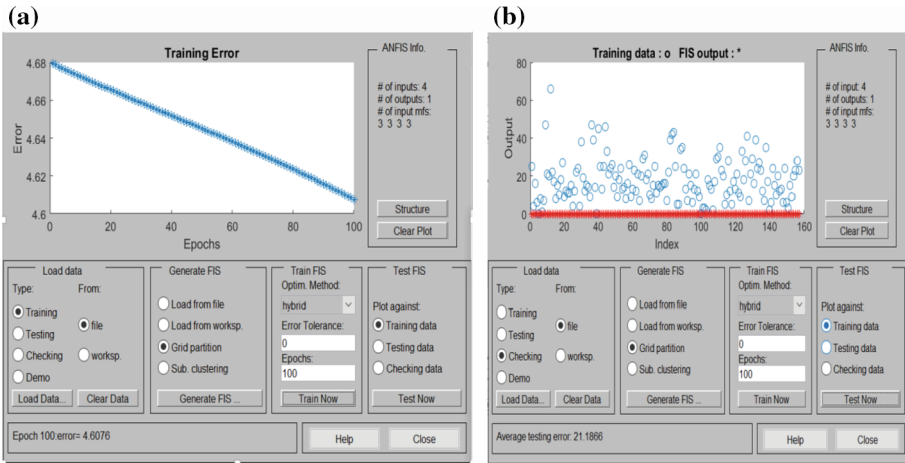 (a)
Training Error
4.68
4.66
4.64
4.62
4.6
Error
0 20 40 60 80 100
Epochs
ANFIS Info.
# of inputs: 4
# of outputs: 1
# of input mfs:
3 3 3 3
Structure
Clear Plot
Load data
Type: From:
Training
Testing
Checking
Demo
file
worksp.
Load Data... Clear Data
Generate FIS
Load from file
Load from worksp.
Grid partition
Sub. clustering
Generate FIS ...
Train FIS
Optim. Method:
hybrid
Error Tolerance:
0
Epochs:
100
Train Now
Test FIS
Plot against:
Training data
Testing data
Checking data
Test Now
Epoch 100:error= 4.6076
Help Close
(b)
Training data : o FIS output : *
80
60
40
20
0
Output
0 20 40 60 80 100 120 140 160
Index
ANFIS Info.
# of inputs: 4
# of outputs: 1
# of input mfs:
3 3 3 3
Structure
Clear Plot
Load data
Type: From:
Training
Testing
Checking
Demo
file
worksp.
Load Data... Clear Data
Generate FIS
Load from file
Load from worksp.
Grid partition
Sub. clustering
Generate FIS ...
Train FIS
Optim. Method:
hybrid
Error Tolerance:
0
Epochs:
100
Train Now
Test FIS
Plot against:
Training data
Testing data
Checking data
Test Now
Average testing error: 21.1866
Help Close